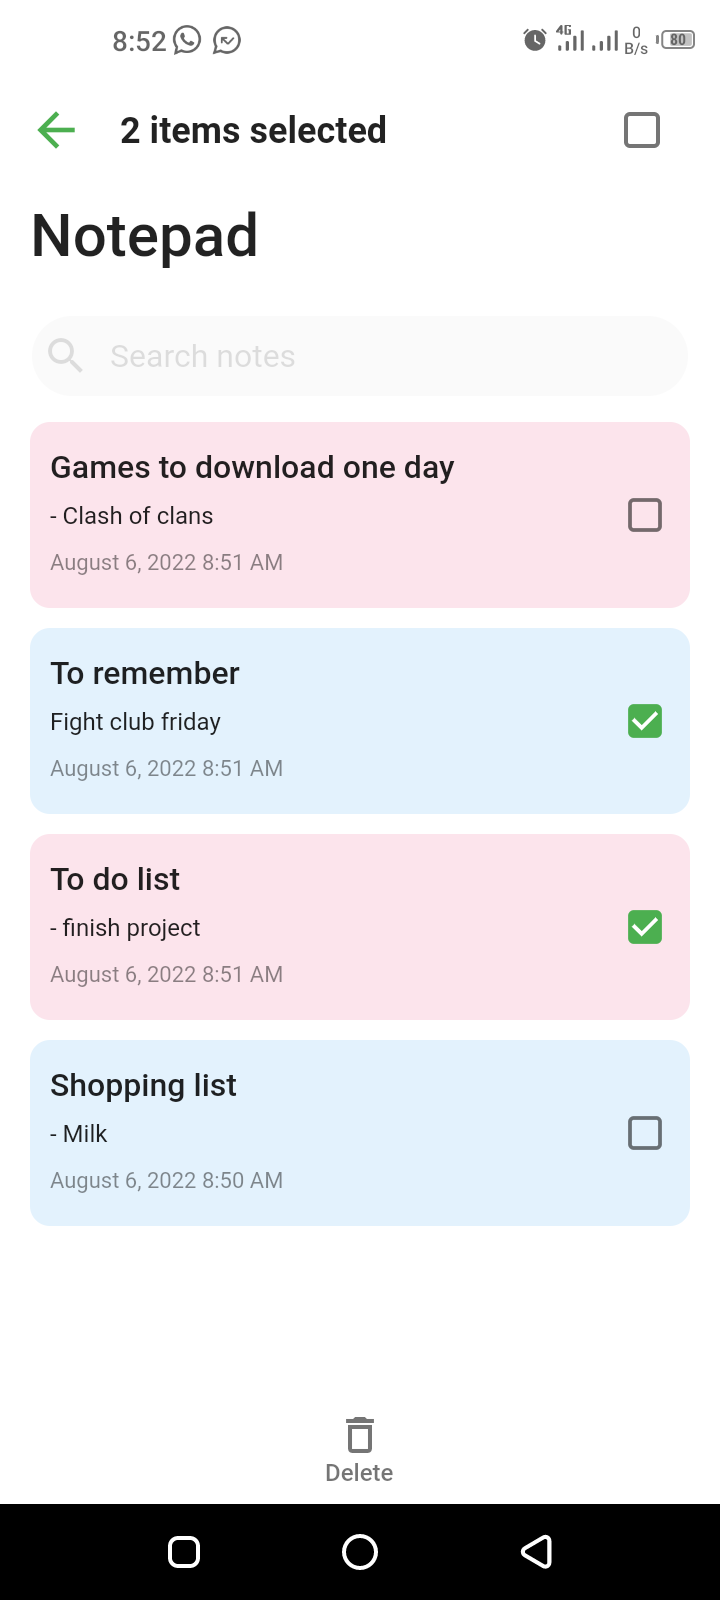 8:52
4G
0
B/s
80
2 items selected
Notepad
Search notes
Games to download one day
- Clash of clans
August 6, 2022 8:51 AM
To remember
Fight club friday
August 6, 2022 8:51 AM
To do list
- finish project
August 6, 2022 8:51 AM
Shopping list
- Milk
August 6, 2022 8:50 AM
Delete